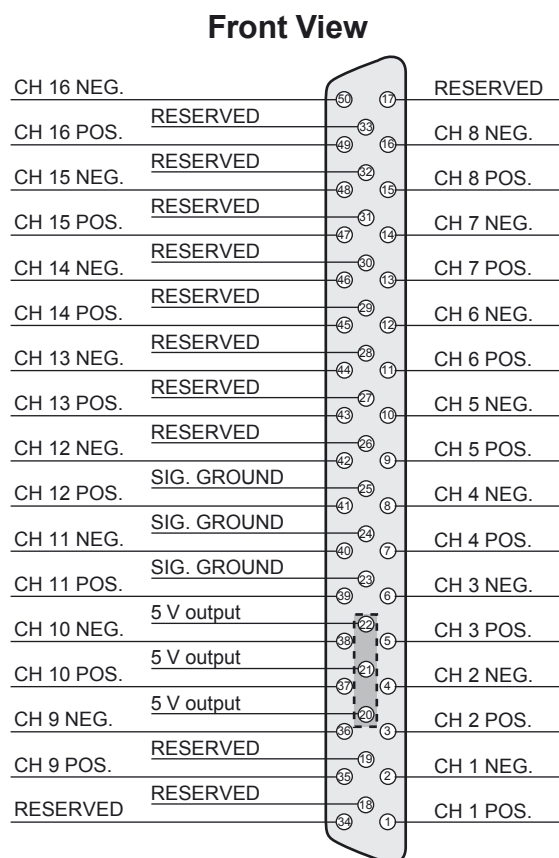 Front View
CH 16 NEG.
50
17
RESERVED
RESERVED
33
CH 16 POS.
49
16
CH 8 NEG.
RESERVED
32
CH 15 NEG.
48
15
CH 8 POS.
RESERVED
31
CH 15 POS.
47
14
CH 7 NEG.
RESERVED
30
CH 14 NEG.
46
13
CH 7 POS.
RESERVED
29
CH 14 POS.
45
12
CH 6 NEG.
RESERVED
28
CH 13 NEG.
44
11
CH 6 POS.
RESERVED
27
CH 13 POS.
43
10
CH 5 NEG.
RESERVED
26
CH 12 NEG.
42
9
CH 5 POS.
SIG. GROUND
25
CH 12 POS.
41
8
CH 4 NEG.
SIG. GROUND
24
CH 11 NEG.
40
7
CH 4 POS.
SIG. GROUND
23
CH 11 POS.
39
6
CH 3 NEG.
5 V output
22
CH 10 NEG.
38
5
CH 3 POS.
5 V output
21
CH 10 POS.
37
4
CH 2 NEG.
5 V output
20
CH 9 NEG.
36
3
CH 2 POS.
RESERVED
19
CH 9 POS.
35
2
CH 1 NEG.
RESERVED
18
RESERVED
34
1
CH 1 POS.